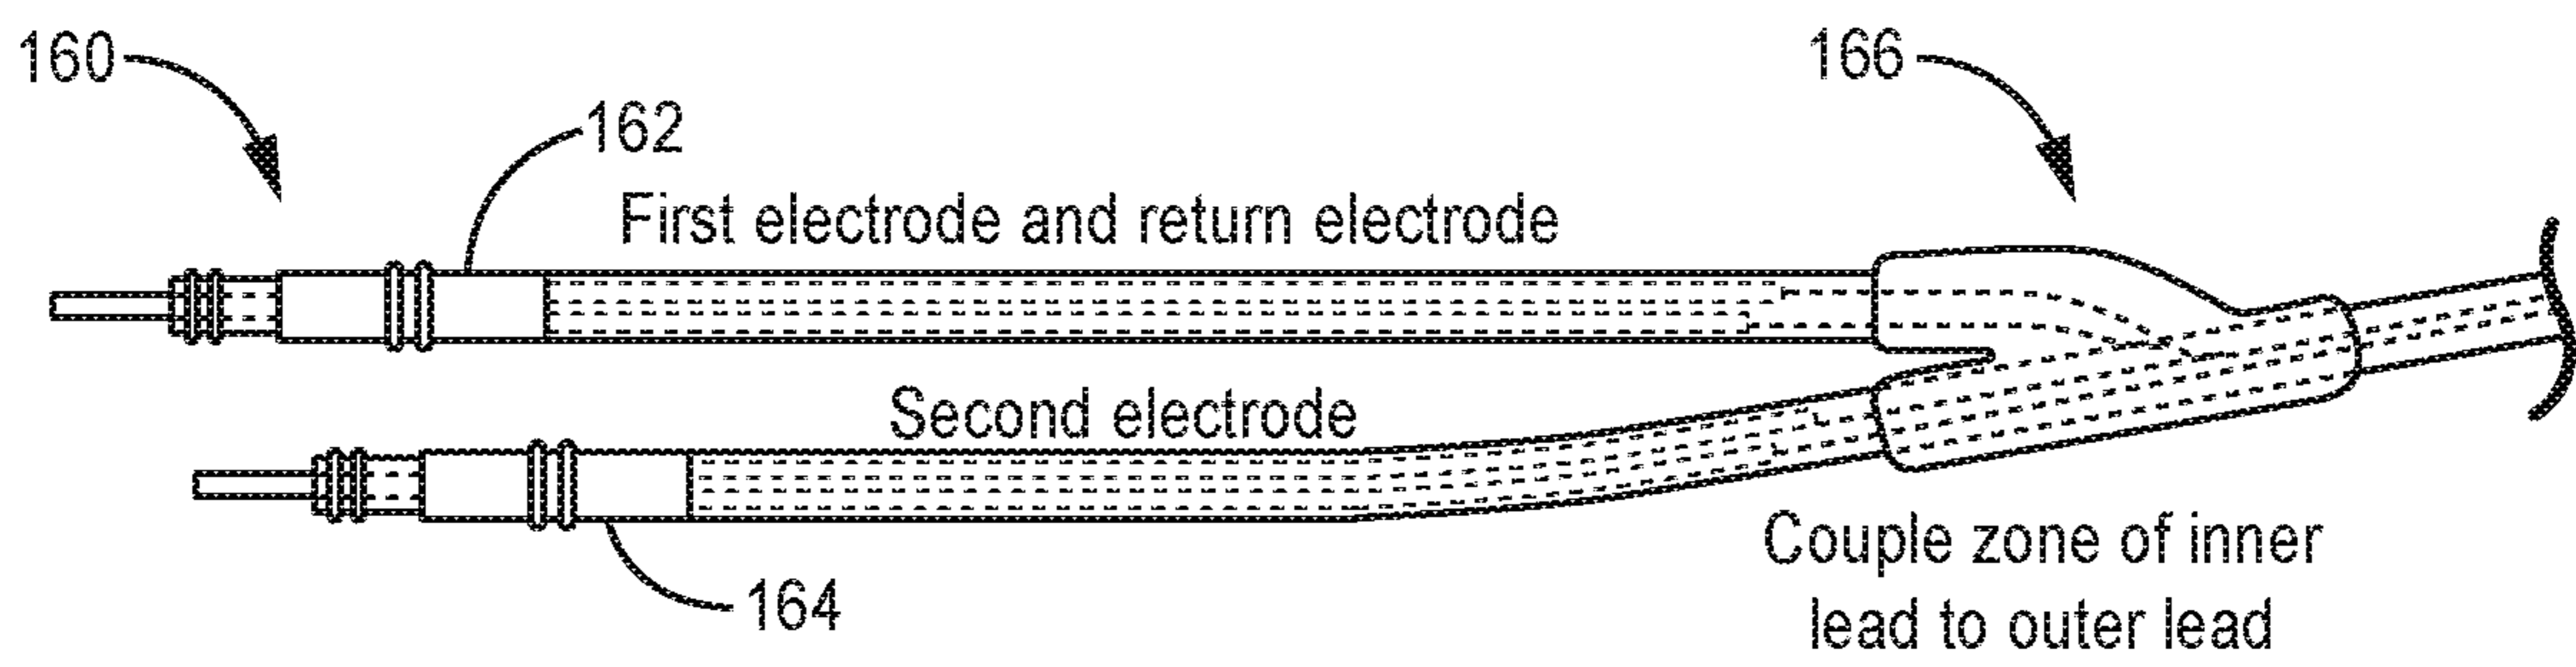 160
166
162
First electrode and return electrode
Second electrode
Couple zone of inner
lead to outer lead
164